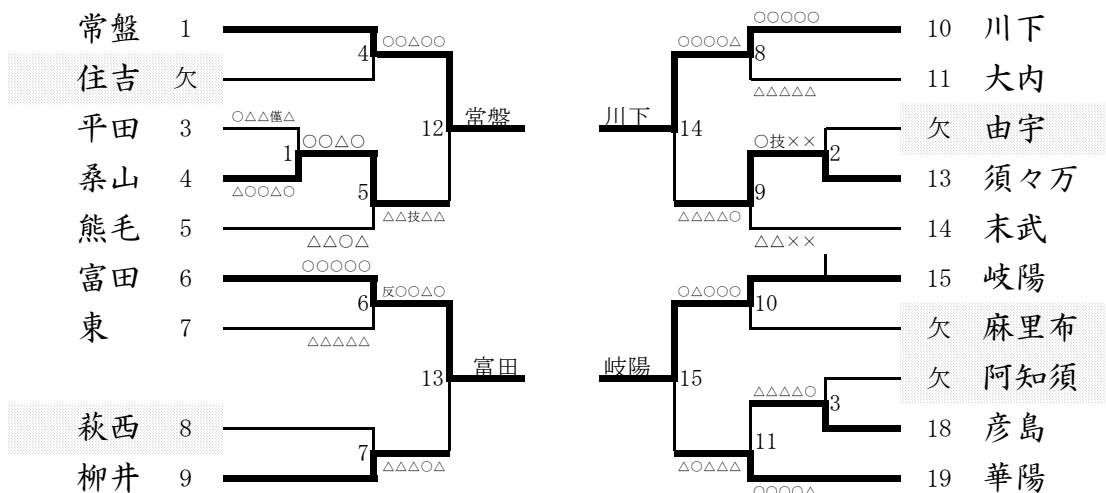 常盤 1
住吉 欠
平田 3
桑山 4
熊毛 5
富田 6
東 7
萩西 8
柳井 9
4
○○△○○
○△△僅△
1
△○○△○
○○△○
5
△△○△
12
常盤
△△技△△
○○○○○
6
△△△△△
反○○△○
13
富田
7
△△△○△
○○○○○
8
△△△△△
○○○○△
川下
14
○技××
2
9
△△××
△△△△○
○△○○○
10
岐陽
15
△△△△○
3
11
△○△△△
○○○○△
10 川下
11 大内
欠 由宇
13 須々万
14 末武
15 岐陽
欠 麻里布
欠 阿知須
18 彦島
19 華陽